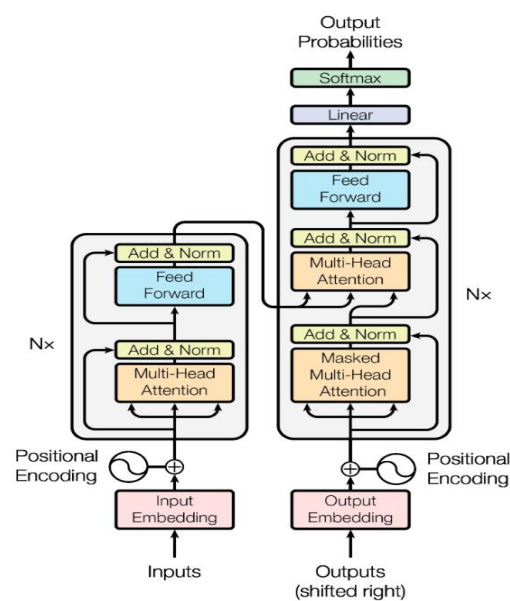 Output
Probabilities
Softmax
Linear
Add & Norm
Feed
Forward
Add & Norm
Multi-Head
Attention
Add & Norm
Masked
Multi-Head
Attention
Nx
Positional
Encoding
Output
Embedding
Outputs
(shifted right)
Add & Norm
Feed
Forward
Add & Norm
Multi-Head
Attention
Nx
Positional
Encoding
Input
Embedding
Inputs